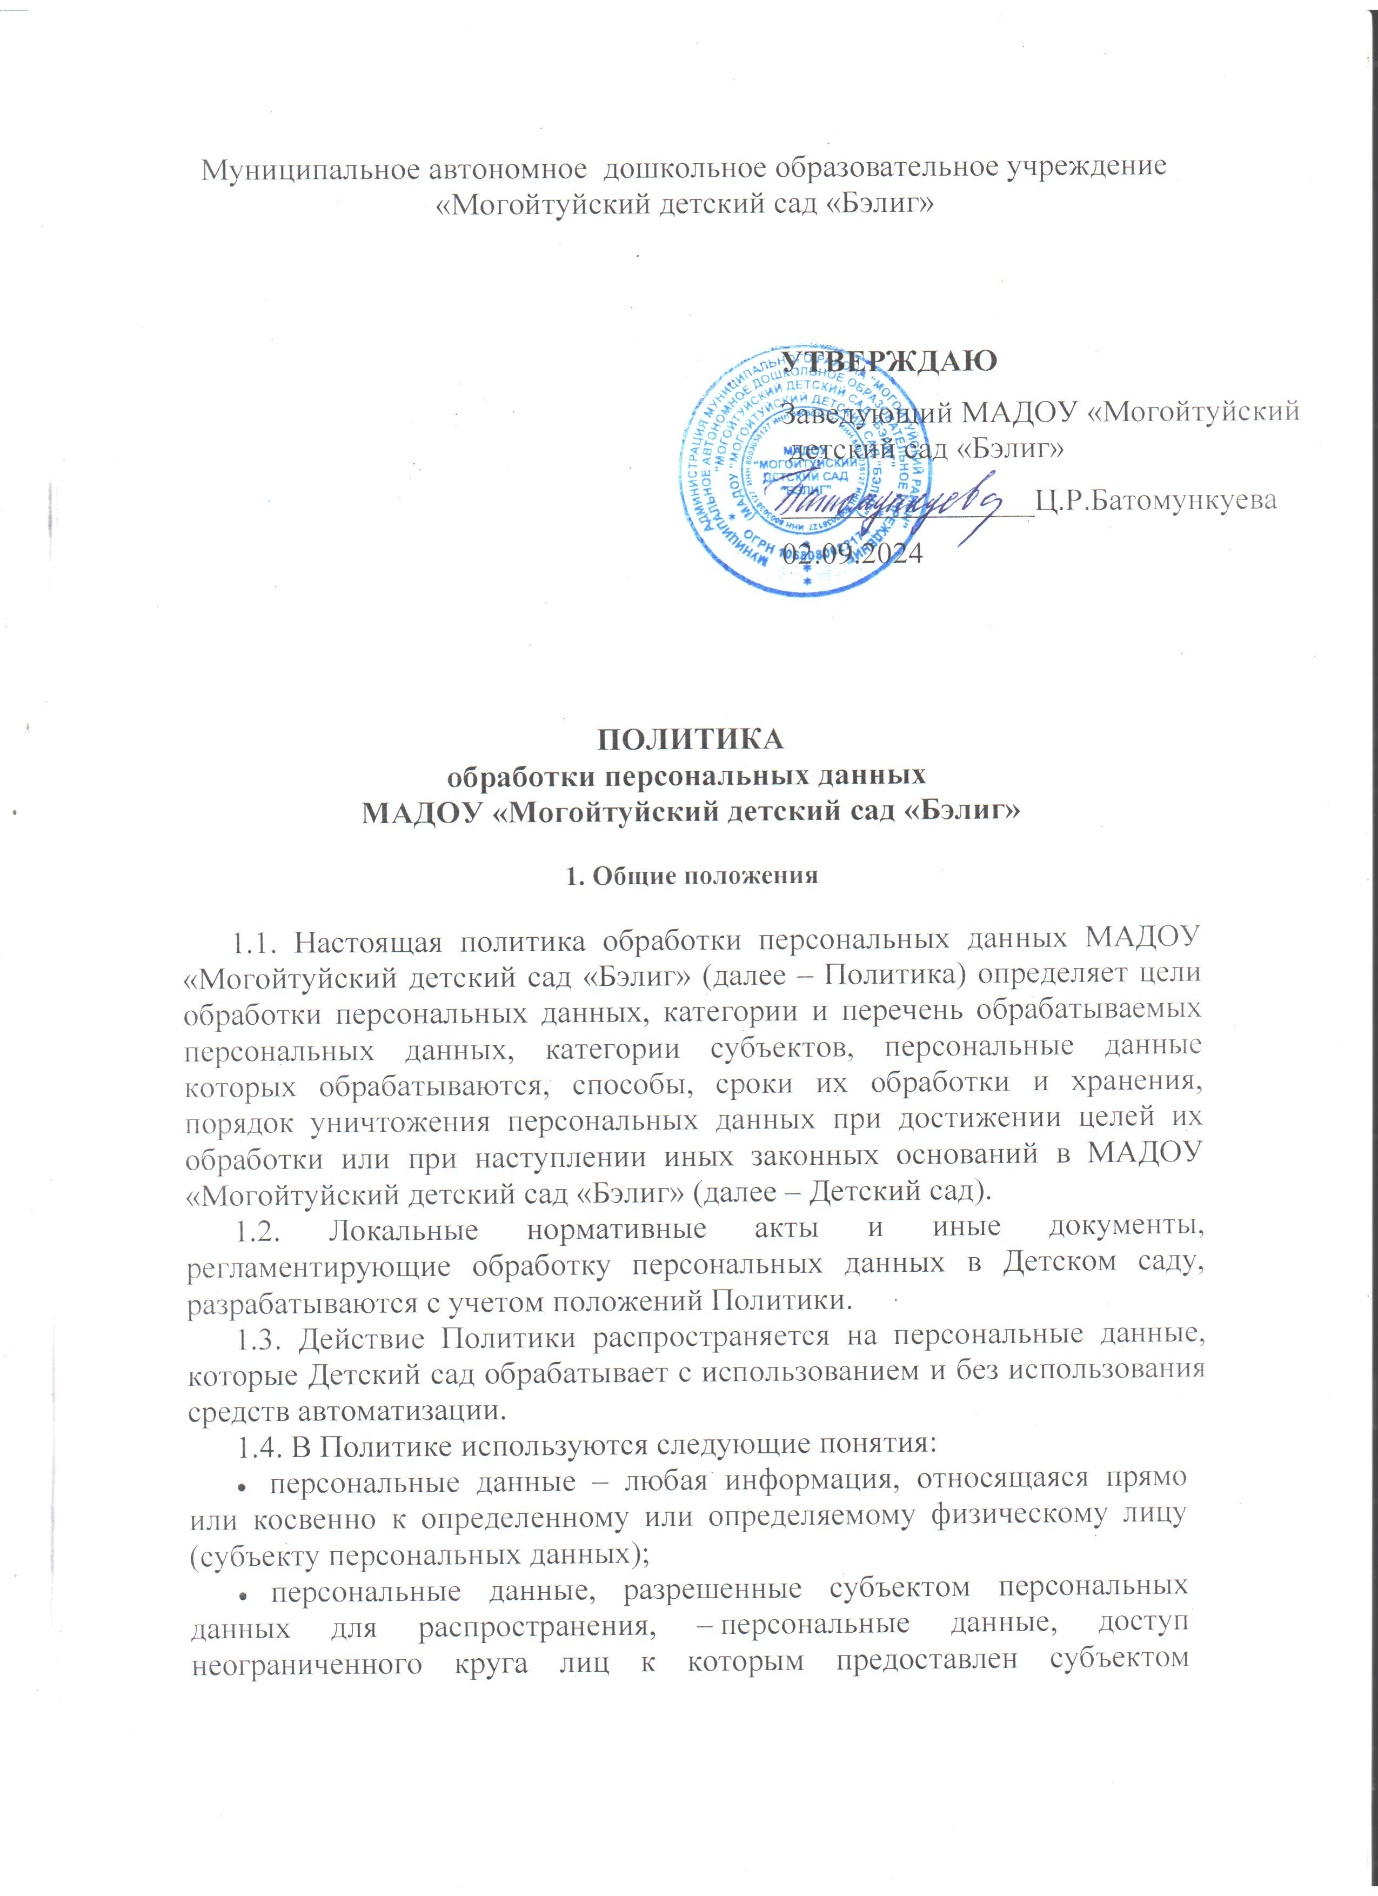 Муниципальное автономное  дошкольное образовательное учреждение
«Могойтуйский детский сад «Бэлиг»
УТВЕРЖДАЮ
Заведующий МАДОУ «Могойтуйский
детский сад «Бэлиг»
Ц.Р.Батомункуева
02.09.2024
МАДОУ
"МОГОЙТУЙСКИЙ
ДЕТСКИЙ САД
"БЭЛИГ"
ПОЛИТИКА
обработки персональных данных
МАДОУ «Могойтуйский детский сад «Бэлиг»
1. Общие положения
1.1. Настоящая политика обработки персональных данных МАДОУ
«Могойтуйский детский сад «Бэлиг» (далее – Политика) определяет цели
обработки персональных данных, категории и перечень обрабатываемых
персональных данных, категории субъектов, персональные данные
которых обрабатываются, способы, сроки их обработки и хранения,
порядок уничтожения персональных данных при достижении целей их
обработки или при наступлении иных законных оснований в МАДОУ
«Могойтуйский детский сад «Бэлиг» (далее – Детский сад).
1.2. Локальные нормативные акты и иные документы,
регламентирующие обработку персональных данных в Детском саду,
разрабатываются с учетом положений Политики.
1.3. Действие Политики распространяется на персональные данные,
которые Детский сад обрабатывает с использованием и без использования
средств автоматизации.
1.4. В Политике используются следующие понятия:
• персональные данные – любая информация, относящаяся прямо
или косвенно к определенному или определяемому физическому лицу
(субъекту персональных данных);
• персональные данные, разрешенные субъектом персональных
данных для распространения, – персональные данные, доступ
неограниченного круга лиц к которым предоставлен субъектом